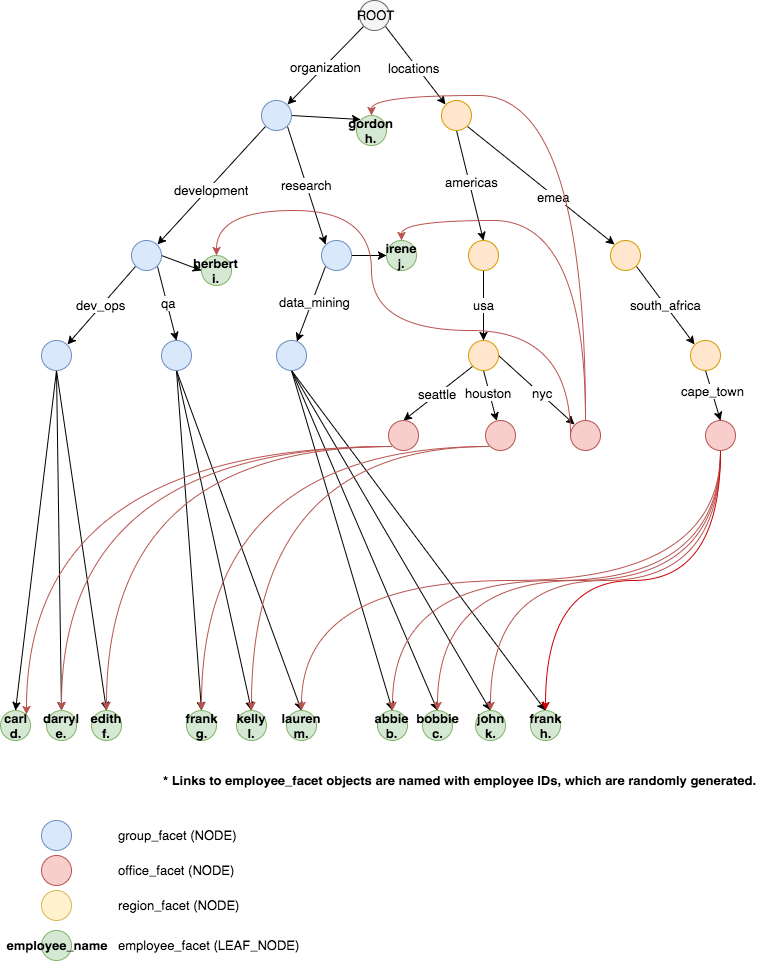 ROOT
organization
locations
gordon
h.
development
research
americas
emea
herbert
i.
irene
j.
dev_ops
qa
data_mining
usa
south_africa
seattle
houston
nyc
cape_town
carl
d.
darryl
e.
edith
f.
frank
g.
kelly
l.
lauren
m.
abbie
b.
bobbie
c.
john
k.
frank
h.
* Links to employee_facet objects are named with employee IDs, which are randomly generated.
group_facet (NODE)
office_facet (NODE)
region_facet (NODE)
employee_name employee_facet (LEAF_NODE)